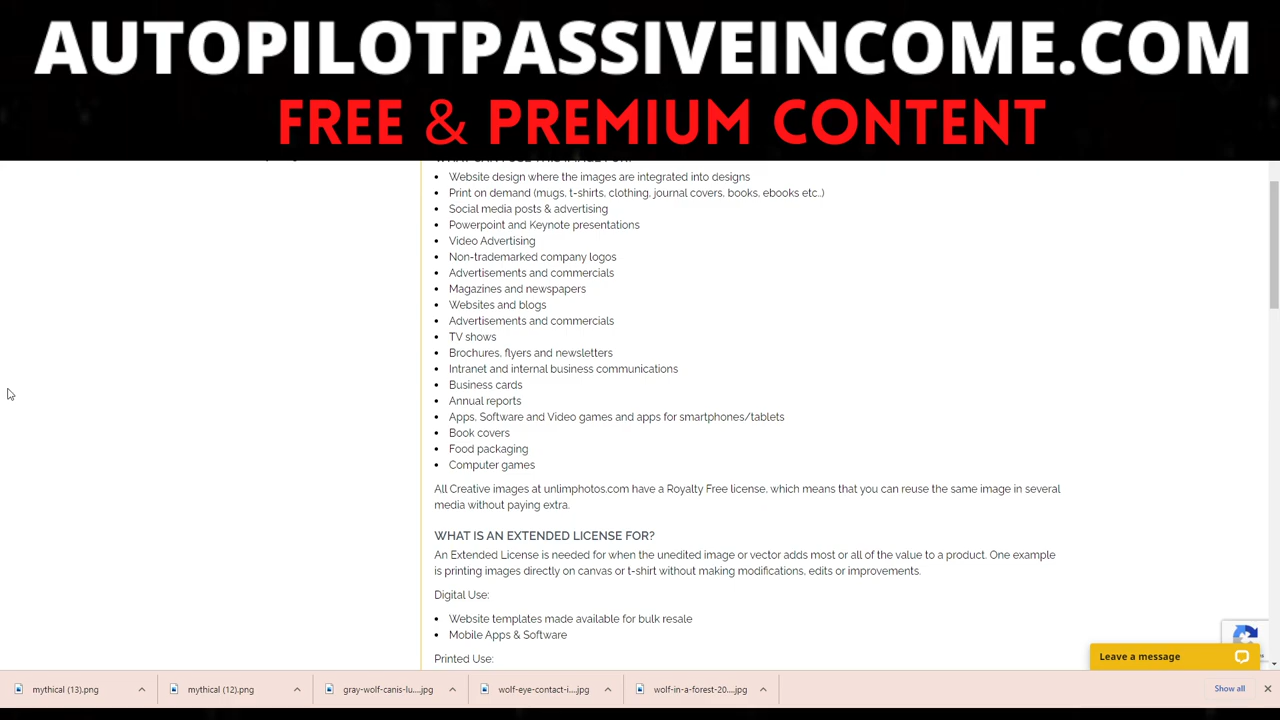 AUTOPILOTPASSIVEINCOME.COM
FREE & PREMIUM CONTENT
Website design where the images are integrated into designs
Print on demand (mugs, t-shirts, clothing, journal covers, books, ebooks etc..)
Social media posts & advertising
Powerpoint and Keynote presentations
Video Advertising
Non-trademarked company logos
Advertisements and commercials
Magazines and newspapers
Websites and blogs
Advertisements and commercials
TV shows
Brochures, flyers and newsletters
Intranet and internal business communications
Business cards
Annual reports
Apps, Software and Video games and apps for smartphones/tablets
Book covers
Food packaging
Computer games
All Creative images at unlimphotos.com have a Royalty Free license, which means that you can reuse the same image in several
media without paying extra.
WHAT IS AN EXTENDED LICENSE FOR?
An Extended License is needed for when the unedited image or vector adds most or all of the value to a product. One example
is printing images directly on canvas or t-shirt without making modifications, edits or improvements.
Digital Use:
Website templates made available for bulk resale
Mobile Apps & Software
Printed Use:
Leave a message
mythical (13).png
mythical (12).png
gray-wolf-canis-lu....jpg
wolf-eye-contact-i....jpg
wolf-in-a-forest-20....jpg
Show all